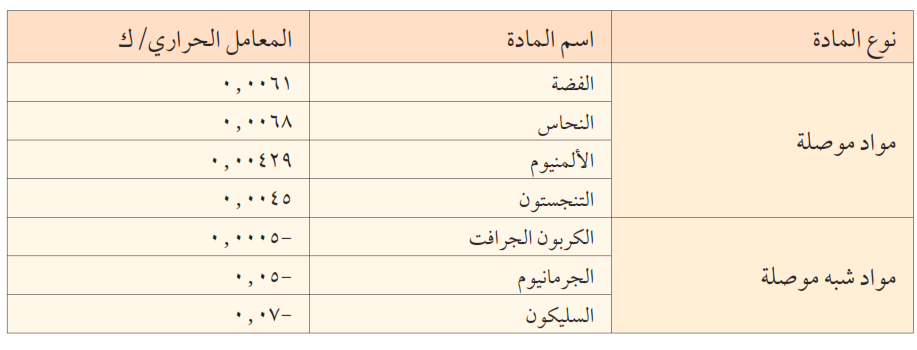 نوع المادة اسم المادة المعامل الحراري/ ك
مواد موصلة
الفضة ٠,٠٠٦١
النحاس ٠,٠٠٦٨
الألمنيوم ٠,٠٠٤٢٩
التنجستون ٠,٠٠٤٥
مواد شبه موصلة
الكربون الجرافت -٠,٠٠٠٥
الجرمانيوم -٠,٠٥
السليكون -٠,٠٧